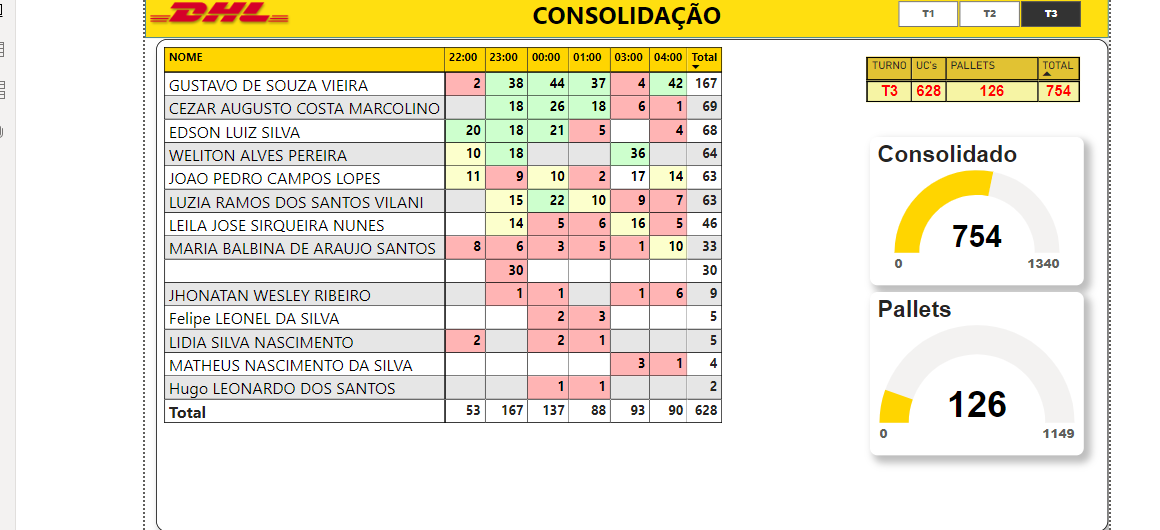 DHL CONSOLIDAÇÃO T1 T2 T3
NOME 22:00 23:00 00:00 01:00 03:00 04:00 Total
GUSTAVO DE SOUZA VIEIRA 2 38 44 37 4 42 167
CEZAR AUGUSTO COSTA MARCOLINO 18 26 18 6 1 69
EDSON LUIZ SILVA 20 18 21 5 4 68
WELITON ALVES PEREIRA 10 18 36 64
JOAO PEDRO CAMPOS LOPES 11 9 10 2 17 14 63
LUZIA RAMOS DOS SANTOS VILANI 15 22 10 9 7 63
LEILA JOSE SIRQUEIRA NUNES 14 5 6 16 5 46
MARIA BALBINA DE ARAUJO SANTOS 8 6 3 5 1 10 33
30 30
JHONATAN WESLEY RIBEIRO 1 1 1 6 9
Felipe LEONEL DA SILVA 2 3 5
LIDIA SILVA NASCIMENTO 2 2 1 5
MATHEUS NASCIMENTO DA SILVA 3 1 4
Hugo LEONARDO DOS SANTOS 1 1 2
Total 53 167 137 88 93 90 628
TURNO UC's PALLETS TOTAL
T3 628 126 754
Consolidado
754
0 1340
Pallets
126
0 1149